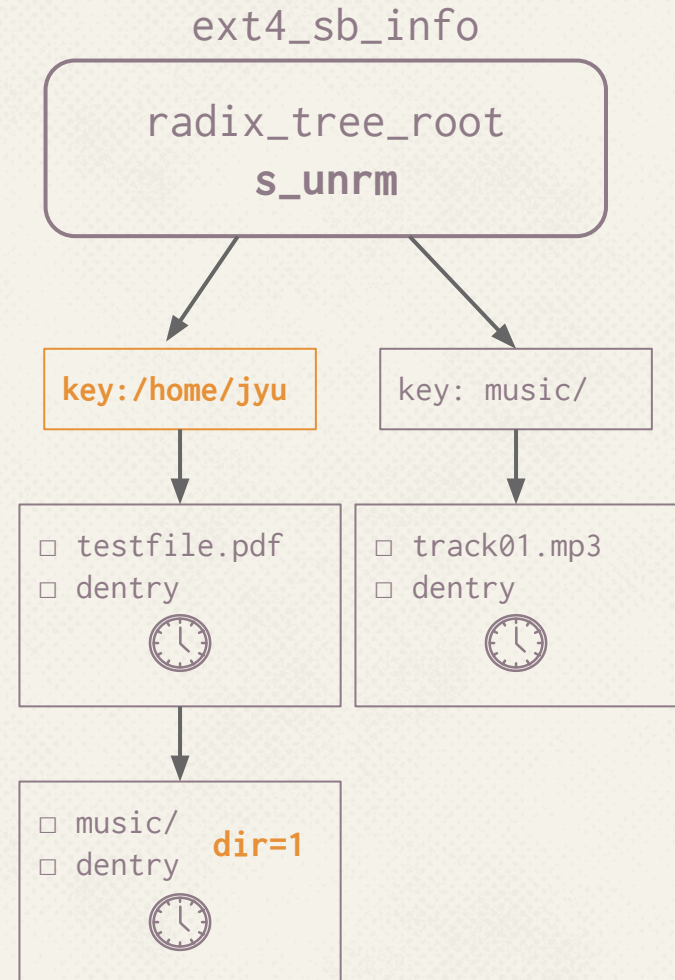 ext4_sb_info
radix_tree_root
s_unrm
key:/home/jyu
key: music/
□ testfile.pdf
□ dentry
□ track01.mp3
□ dentry
□ music/
dir=1
□ dentry